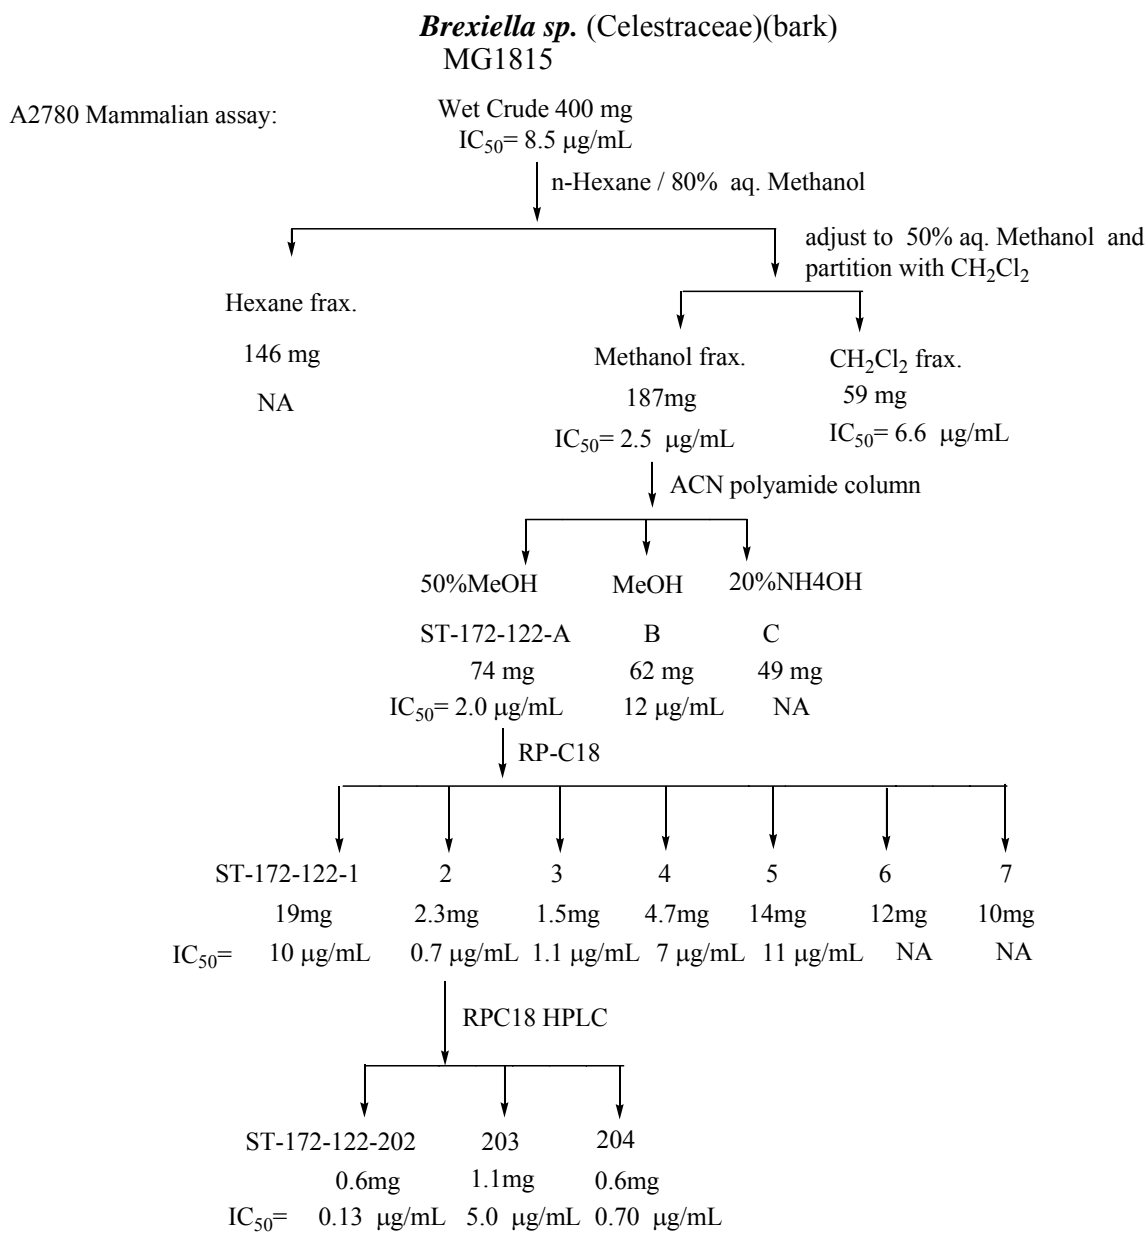 Brexiella sp. (Celestraceae)(bark)
MG1815
A2780 Mammalian assay:
Wet Crude 400 mg
IC50= 8.5 μg/mL
n-Hexane / 80% aq. Methanol
adjust to 50% aq. Methanol and
partition with CH2Cl2
Hexane frax.
146 mg
NA
Methanol frax.
187mg
IC50= 2.5 μg/mL
CH2Cl2 frax.
59 mg
IC50= 6.6 μg/mL
ACN polyamide column
50%MeOH MeOH 20%NH4OH
ST-172-122-A B C
74 mg 62 mg 49 mg
IC50= 2.0 μg/mL 12 μg/mL NA
RP-C18
ST-172-122-1 2 3 4 5 6 7
19mg 2.3mg 1.5mg 4.7mg 14mg 12mg 10mg
IC50= 10 μg/mL 0.7 μg/mL 1.1 μg/mL 7 μg/mL 11 μg/mL NA NA
RPC18 HPLC
ST-172-122-202 203 204
0.6mg 1.1mg 0.6mg
IC50= 0.13 μg/mL 5.0 μg/mL 0.70 μg/mL